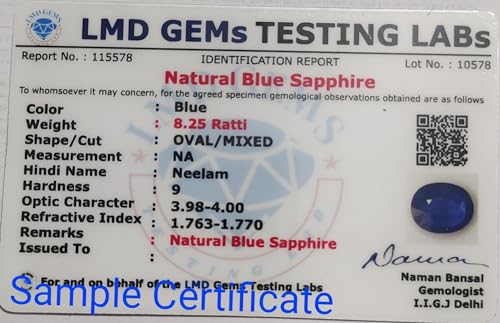 LMD GEMs TESTING LABs
Report No. : 115578 IDENTIFICATION REPORT Lot No. : 10578
Natural Blue Sapphire
To whomsoever it may concern, for the agreed specimen gemological observations obtained are as follows
Color : Blue
Weight : 8.25 Ratti
Shape/Cut : OVAL/MIXED
Measurement : NA
Hindi Name : Neelam
Hardness : 9
Optic Character : 3.98-4.00
Refractive Index : 1.763-1.770
Remarks : Natural Blue Sapphire
Issued To :
For and on behalf of the LMD Gems Testing Labs
Naman Bansal
Gemologist
I.I.G.J Delhi
Sample Certificate